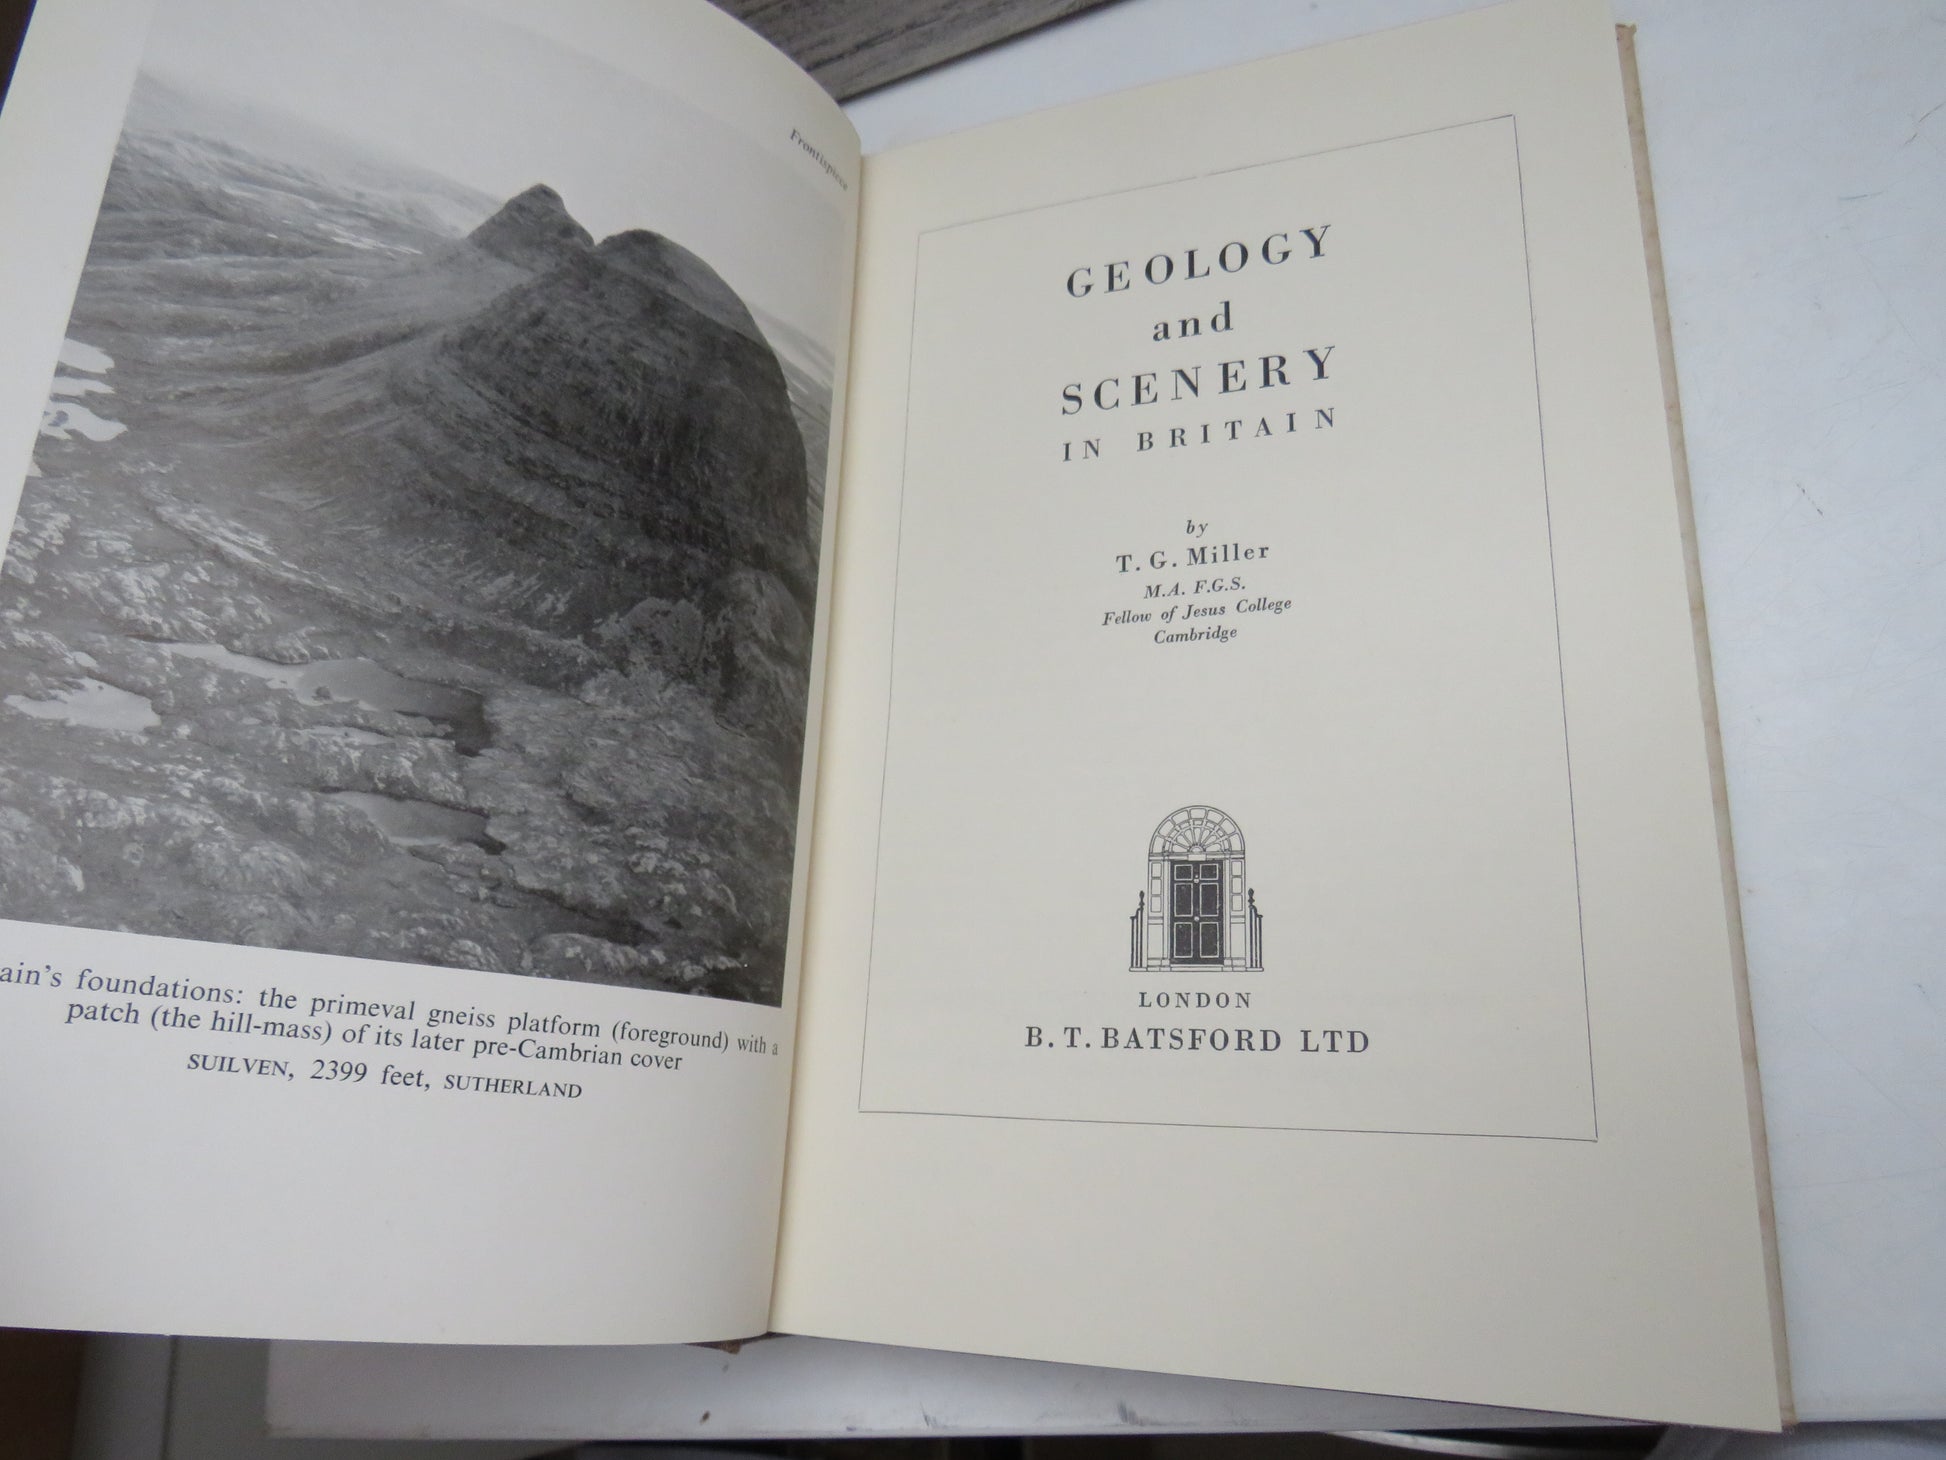 Frontispiece
ain's foundations: the primeval gneiss platform (foreground) with a
patch (the hill-mass) of its later pre-Cambrian cover
SUILVEN, 2399 feet, SUTHERLAND
GEOLOGY
and
SCENERY
IN BRITAIN
by
T. G. Miller
M.A. F.G.S.
Fellow of Jesus College
Cambridge
LONDON
B. T. BATSFORD LTD